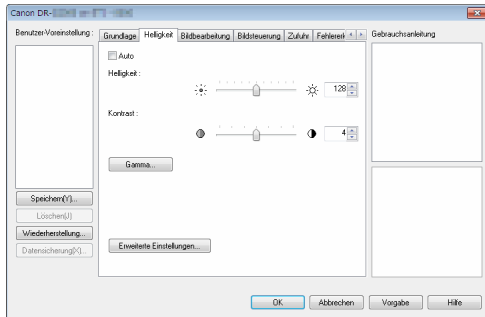 Canon DR-
Benutzer-Voreinstellung :
Speichern(Y)...
Löschen(J)
Wiederherstellung...
Datensicherung(X)...
Grundlage Helligkeit Bildbearbeitung Bildsteuerung Zufuhr Fehlererk
Auto
Helligkeit :
128
Kontrast :
4
Gamma...
Erweiterte Einstellungen...
Gebrauchsanleitung
OK Abbrechen Vorgabe Hilfe